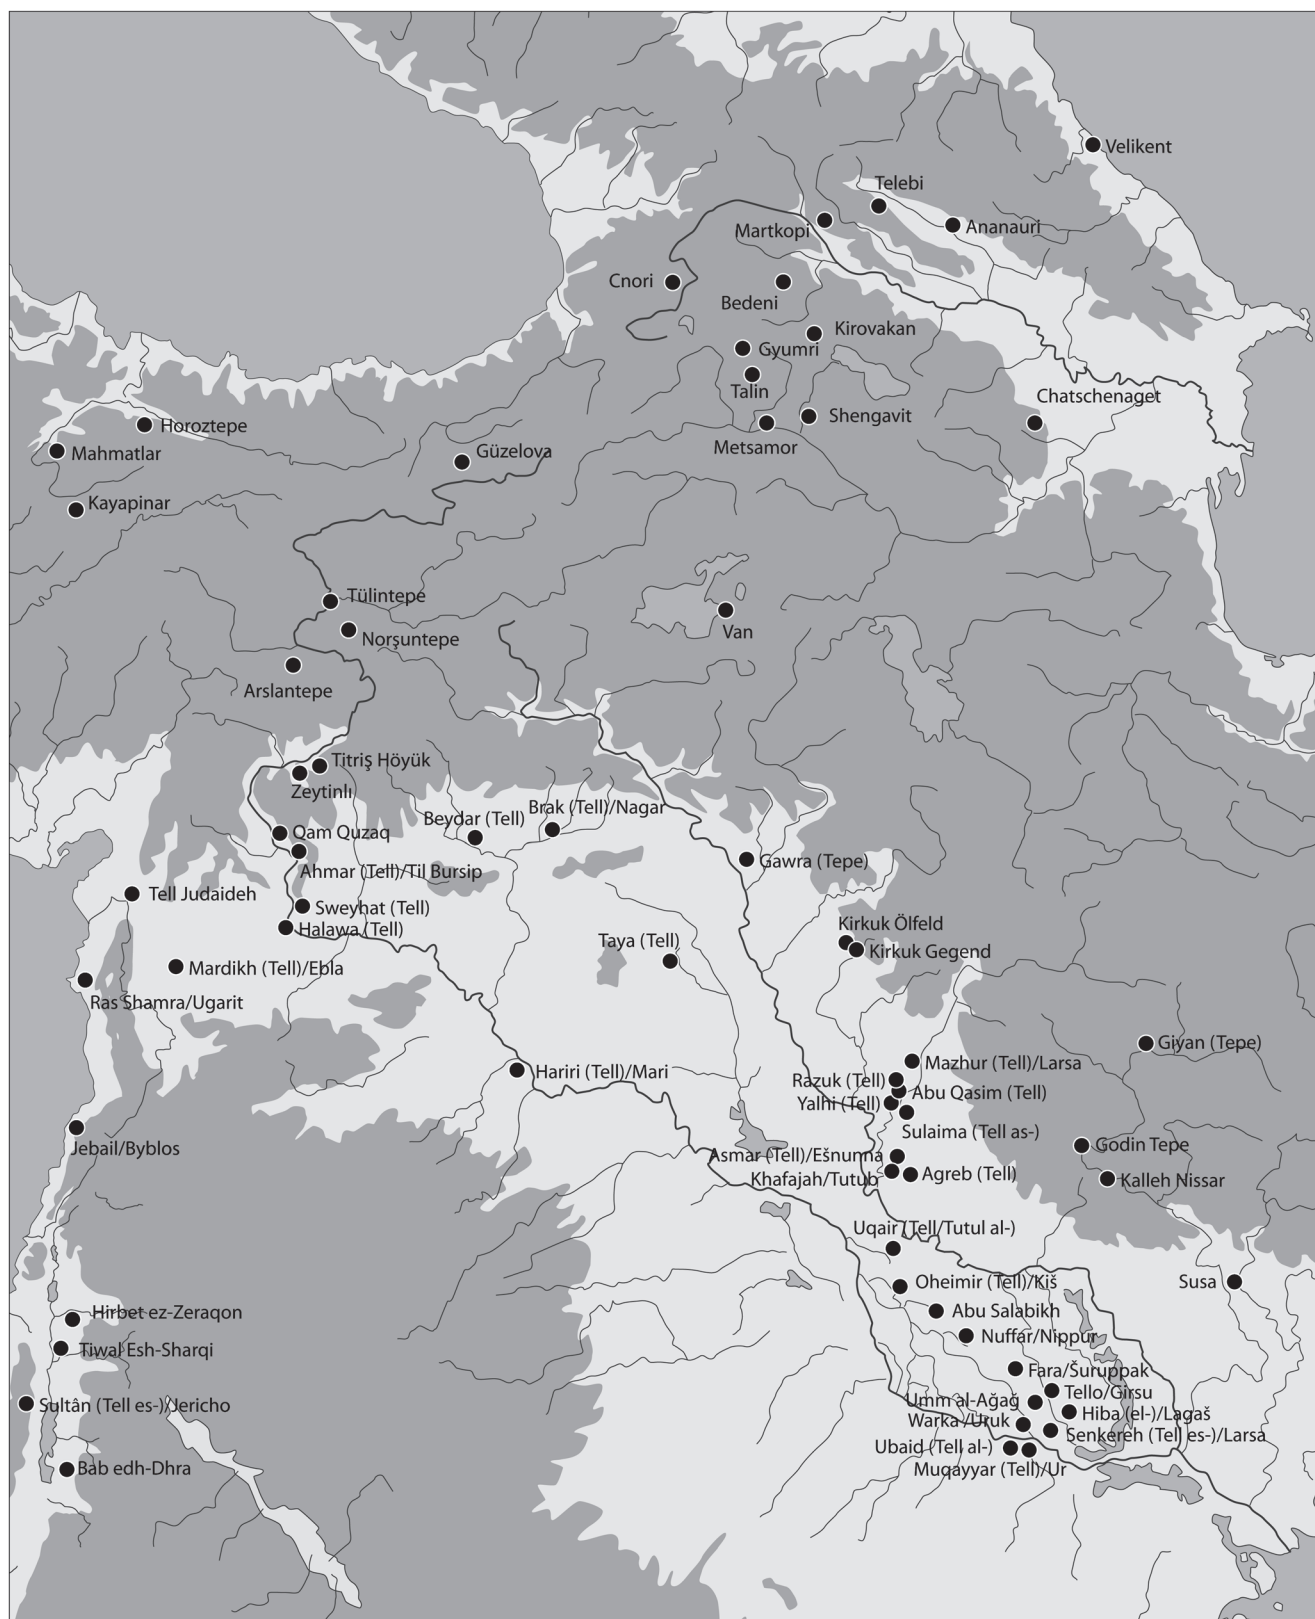 Velikent
Telebi
Ananauri
Martkopi
Cnori
Bedeni
Kirovakan
Gyumri
Talin
Chatschenaget
Shengavit
Metsamor
Horoztepe
Mahmatlar
Güzelova
Kayapinar
Tülintepe
Norşuntepe
Van
Arslantepe
Titriş Höyük
Zeytinlı
Brak (Tell)/Nagar
Beydar (Tell)
Qam Quzaq
Ahmar (Tell)/Til Bursip
Gawra (Tepe)
Tell Judaideh
Sweyhat (Tell)
Halawa (Tell)
Kirkuk Ölfeld
Kirkuk Gegend
Taya (Tell)
Mardikh (Tell)/Ebla
Ras Shamra/Ugarit
Giyan (Tepe)
Mazhur (Tell)/Larsa
Hariri (Tell)/Mari
Razuk (Tell)
Abu Qasim (Tell)
Yalhi (Tell)
Sulaima (Tell as-)
Jebail/Byblos
Godin Tepe
Asmar (Tell)/Ešnunna
Agreb (Tell)
Khafajah/Tutub
Kalleh Nissar
Uqair (Tell/Tutul al-)
Oheimir (Tell)/Kiš
Susa
Abu Salabikh
Hirbet ez-Zeraqon
Nuffar/Nippur
Tiwal Esh-Sharqi
Fara/Šuruppak
Tello/Girsu
Umm al-Ağağ
Sultân (Tell es-)/Jericho
Hiba (el-)/Lagaš
Warka /Uruk
Senkereh (Tell es-)/Larsa
Ubaid (Tell al-)
Muqayyar (Tell)/Ur
Bab edh-Dhra